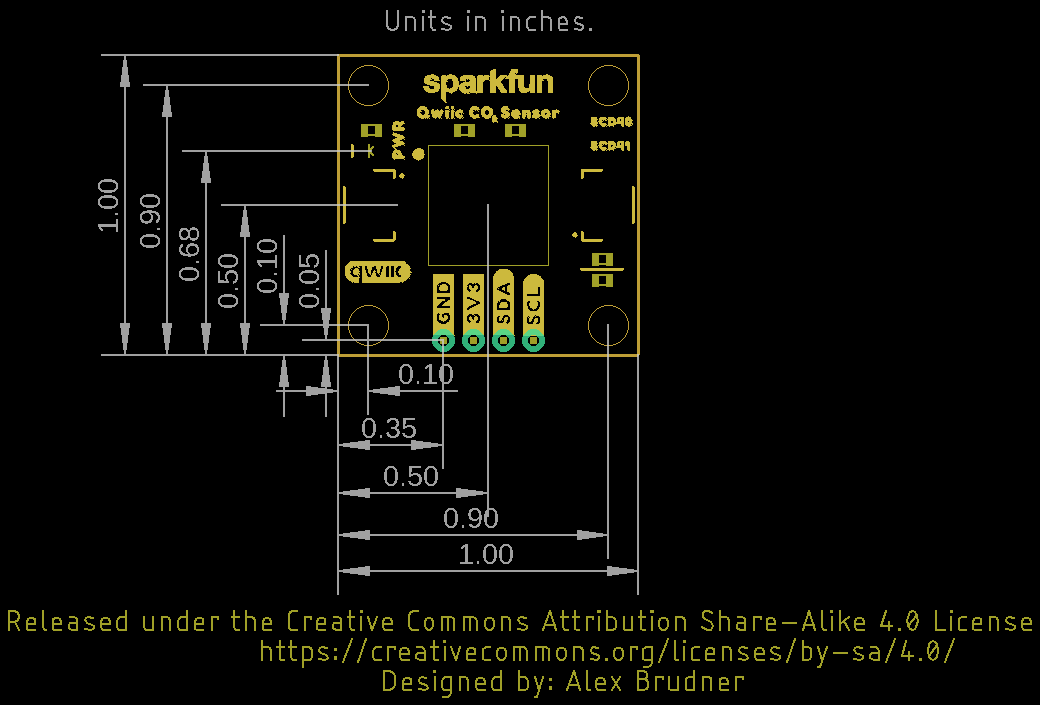 Units in inches.
sparkfun
Qwiic CO₂ Sensor
PWR
SCD40
SCD41
1.00
0.90
0.68
0.50
0.10
0.05
qwiic
GND
3V3
SDA
SCL
0.10
0.35
0.50
0.90
1.00
Released under the Creative Commons Attribution Share-Alike 4.0 License
https://creativecommons.org/licenses/by-sa/4.0/
Designed by: Alex Brudner